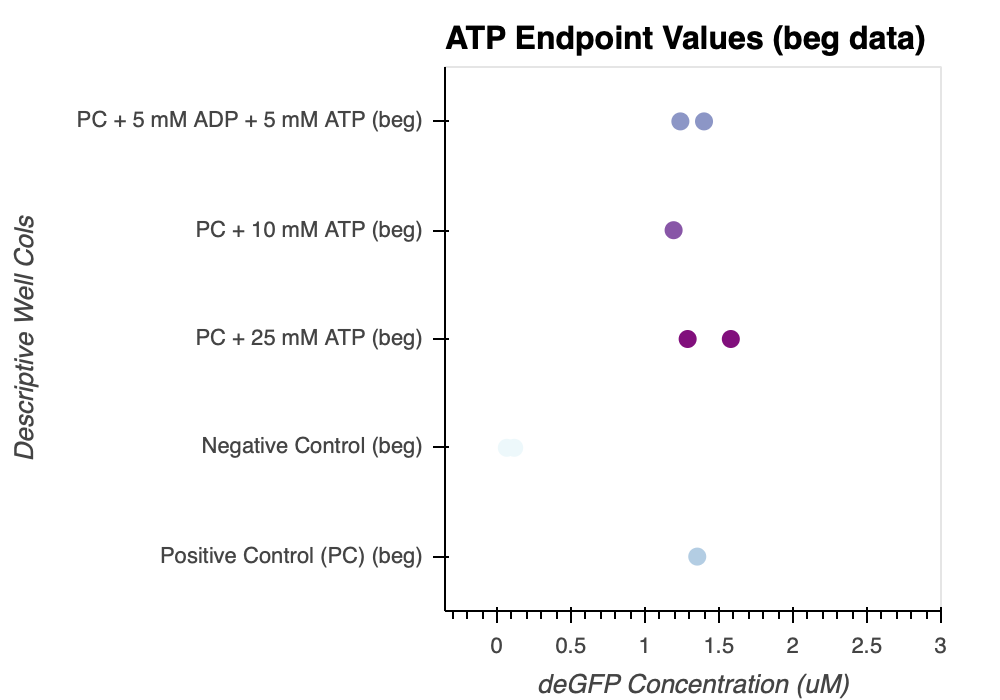 ATP Endpoint Values (beg data)
PC + 5 mM ADP + 5 mM ATP (beg)
PC + 10 mM ATP (beg)
PC + 25 mM ATP (beg)
Negative Control (beg)
Positive Control (PC) (beg)
Descriptive Well Cols
0 0.5 1 1.5 2 2.5 3
deGFP Concentration (uM)